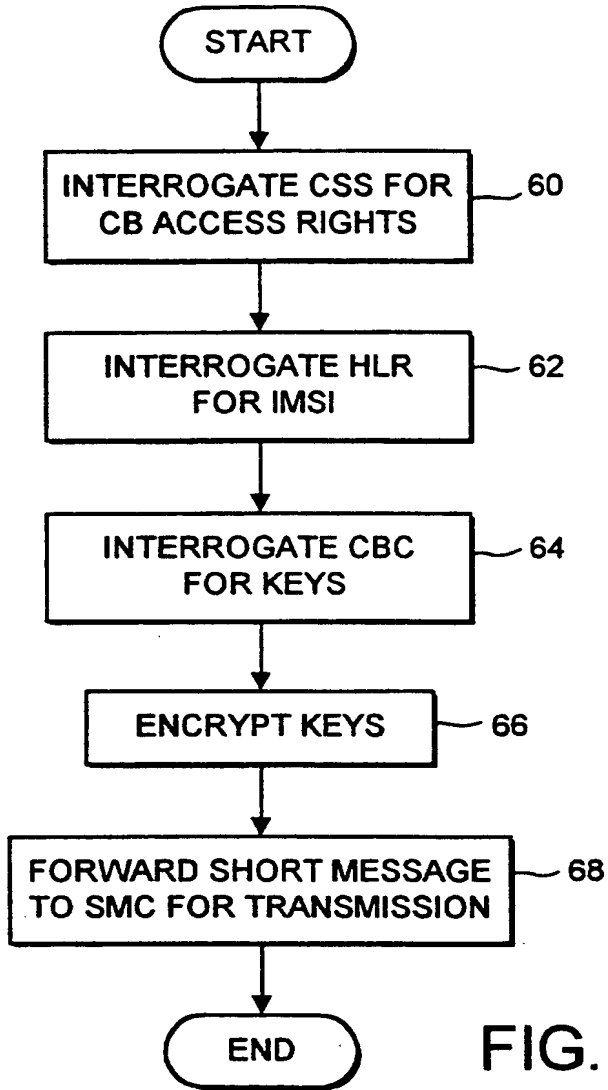 START
INTERROGATE CSS FOR
CB ACCESS RIGHTS
60
INTERROGATE HLR
FOR IMSI
62
INTERROGATE CBC
FOR KEYS
64
ENCRYPT KEYS
66
FORWARD SHORT MESSAGE
TO SMC FOR TRANSMISSION
68
END
FIG.